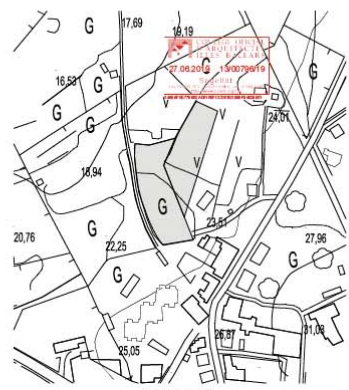 17,69
19,19
G
COL·LEGI OFICIAL
D'ARQUITECTES
ILLES BALEARS
27.06.2019 13/00796/19
Segellat
G
16,53
G
G
G
V
V
24,01
G
V
V
18,94
G
G
23,51
20,76
22,25
27,96
G
G
26,87
31,08
25,05